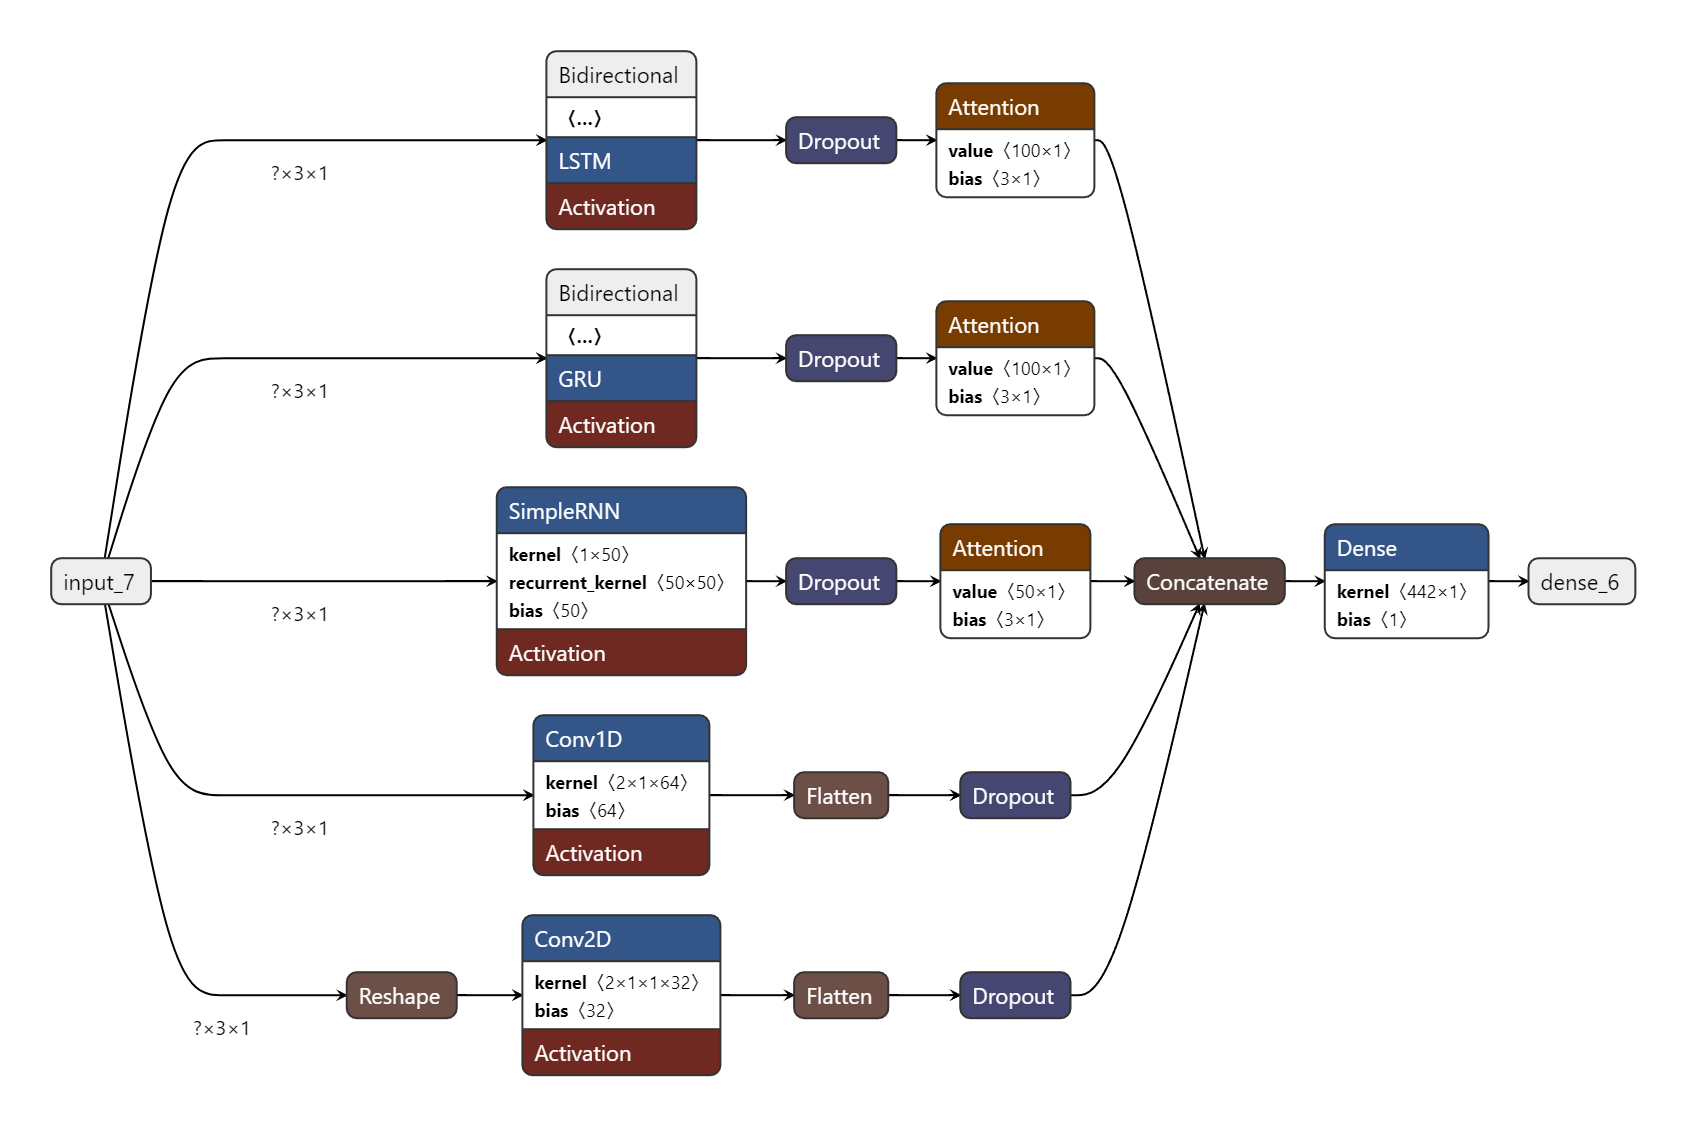 Bidirectional
〈...〉
LSTM
Activation
Dropout
Attention
value 〈100×1〉
bias 〈3×1〉
?×3×1
Bidirectional
〈...〉
GRU
Activation
Dropout
Attention
value 〈100×1〉
bias 〈3×1〉
?×3×1
input_7
?×3×1
SimpleRNN
kernel 〈1×50〉
recurrent_kernel 〈50×50〉
bias 〈50〉
Activation
Dropout
Attention
value 〈50×1〉
bias 〈3×1〉
Concatenate
Dense
kernel 〈442×1〉
bias 〈1〉
dense_6
?×3×1
Conv1D
kernel 〈2×1×64〉
bias 〈64〉
Activation
Flatten
Dropout
?×3×1
Reshape
Conv2D
kernel 〈2×1×1×32〉
bias 〈32〉
Activation
Flatten
Dropout